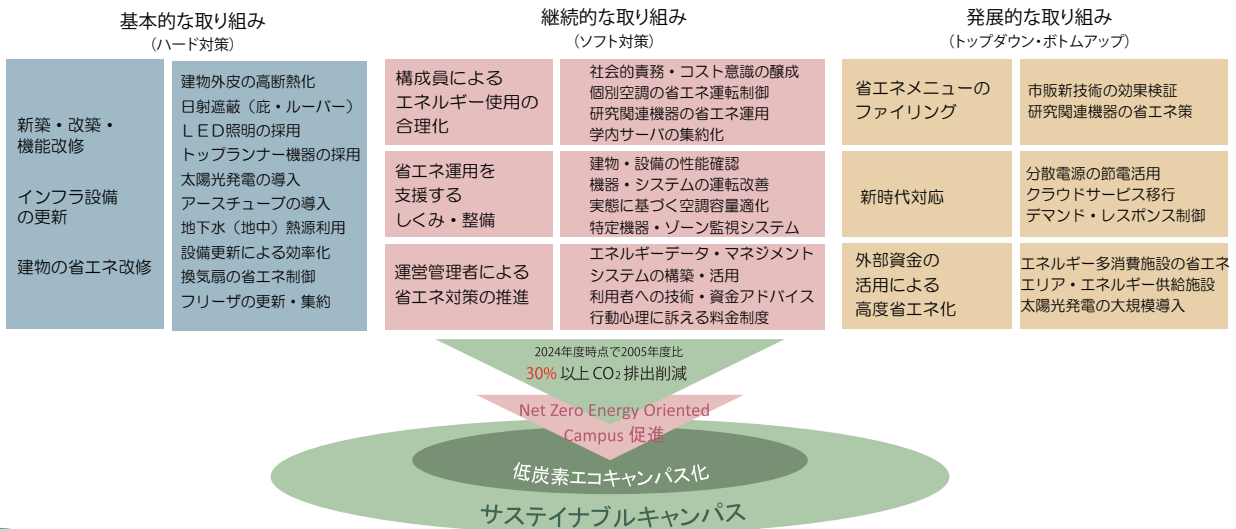 基本的な取り組み
（ハード対策）
新築・改築・
機能改修
インフラ設備
の更新
建物の省エネ改修
建物外皮の高断熱化
日射遮蔽（庇・ルーバー）
ＬＥＤ照明の採用
トップランナー機器の採用
太陽光発電の導入
アースチューブの導入
地下水（地中）熱源利用
設備更新による効率化
換気扇の省エネ制御
フリーザの更新・集約
継続的な取り組み
（ソフト対策）
構成員による
エネルギー使用の
合理化
社会的責務・コスト意識の醸成
個別空調の省エネ運転制御
研究関連機器の省エネ運用
学内サーバの集約化
省エネ運用を
支援する
しくみ・整備
建物・設備の性能確認
機器・システムの運転改善
実態に基づく空調容量適化
特定機器・ゾーン監視システム
運営管理者による
省エネ対策の推進
エネルギーデータ・マネジメント
システムの構築・活用
利用者への技術・資金アドバイス
行動心理に訴える料金制度
発展的な取り組み
（トップダウン・ボトムアップ）
省エネメニューの
ファイリング
市販新技術の効果検証
研究関連機器の省エネ策
新時代対応
分散電源の節電活用
クラウドサービス移行
デマンド・レスポンス制御
外部資金の
活用による
高度省エネ化
エネルギー多消費施設の省エネ
エリア・エネルギー供給施設
太陽光発電の大規模導入
2024年度時点で2005年度比
30% 以上 CO₂ 排出削減
Net Zero Energy Oriented
Campus 促進
低炭素エコキャンパス化
サステイナブルキャンパス